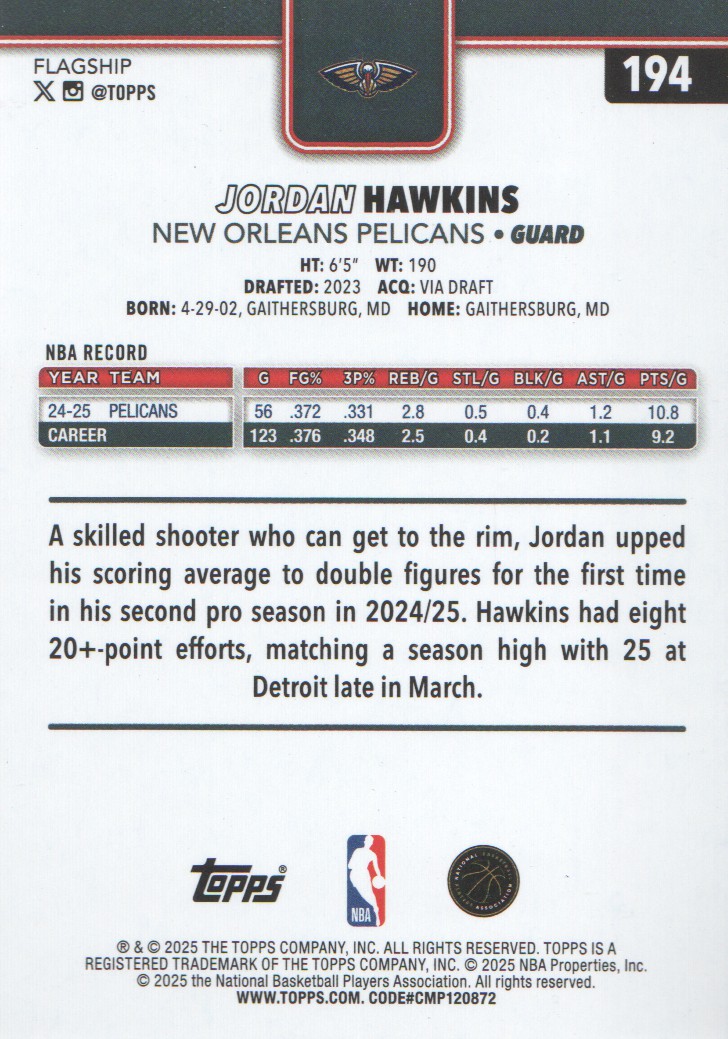 FLAGSHIP
@TOPPS
194
JORDAN HAWKINS
NEW ORLEANS PELICANS • GUARD
HT: 6'5" WT: 190
DRAFTED: 2023 ACQ: VIA DRAFT
BORN: 4-29-02, GAITHERSBURG, MD HOME: GAITHERSBURG, MD
NBA RECORD
YEAR TEAM G FG% 3P% REB/G STL/G BLK/G AST/G PTS/G
24-25 PELICANS 56 .372 .331 2.8 0.5 0.4 1.2 10.8
CAREER 123 .376 .348 2.5 0.4 0.2 1.1 9.2
A skilled shooter who can get to the rim, Jordan upped
his scoring average to double figures for the first time
in his second pro season in 2024/25. Hawkins had eight
20+-point efforts, matching a season high with 25 at
Detroit late in March.
Topps®
NBA
NATIONAL BASKETBALL PLAYERS ASSOCIATION
® & © 2025 THE TOPPS COMPANY, INC. ALL RIGHTS RESERVED. TOPPS IS A
REGISTERED TRADEMARK OF THE TOPPS COMPANY, INC. © 2025 NBA Properties, Inc.
© 2025 the National Basketball Players Association. All rights reserved.
WWW.TOPPS.COM. CODE#CMP120872